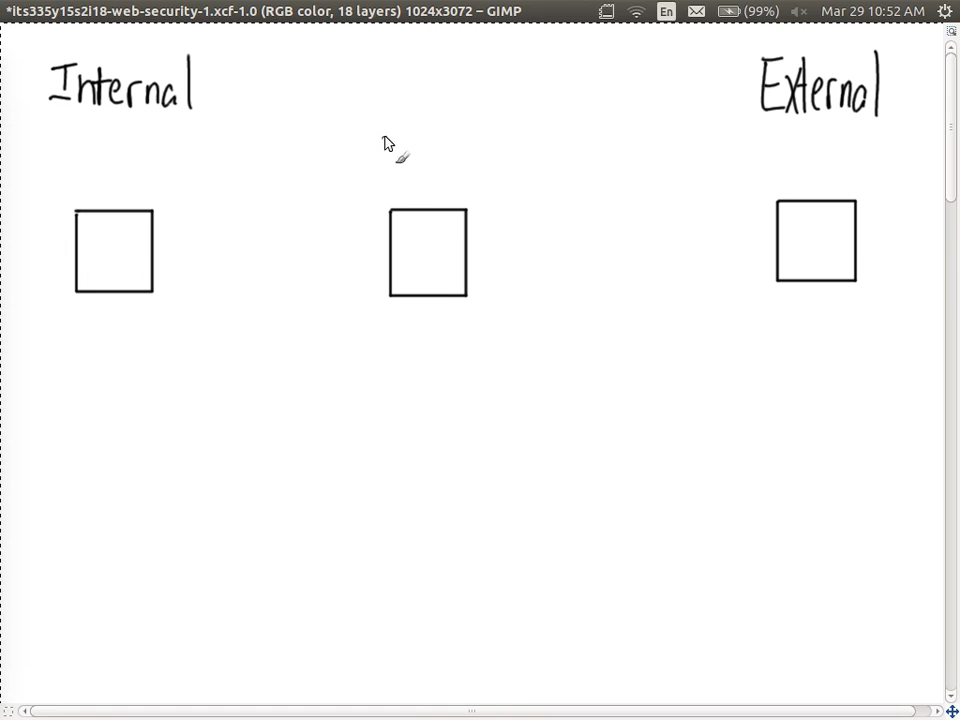 *its335y15s2i18-web-security-1.xcf-1.0 (RGB color, 18 layers) 1024x3072 – GIMP En (99%) Mar 29 10:52 AM
Internal External